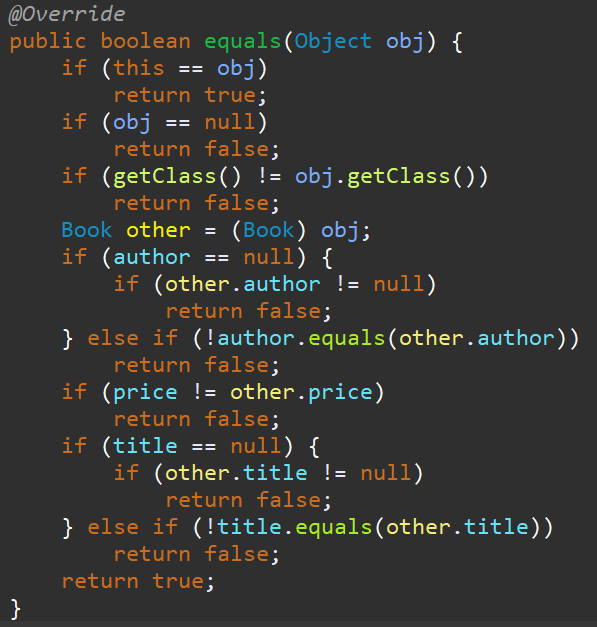 @Override
public boolean equals(Object obj) {
    if (this == obj)
        return true;
    if (obj == null)
        return false;
    if (getClass() != obj.getClass())
        return false;
    Book other = (Book) obj;
    if (author == null) {
        if (other.author != null)
            return false;
    } else if (!author.equals(other.author))
        return false;
    if (price != other.price)
        return false;
    if (title == null) {
        if (other.title != null)
            return false;
    } else if (!title.equals(other.title))
        return false;
    return true;
}